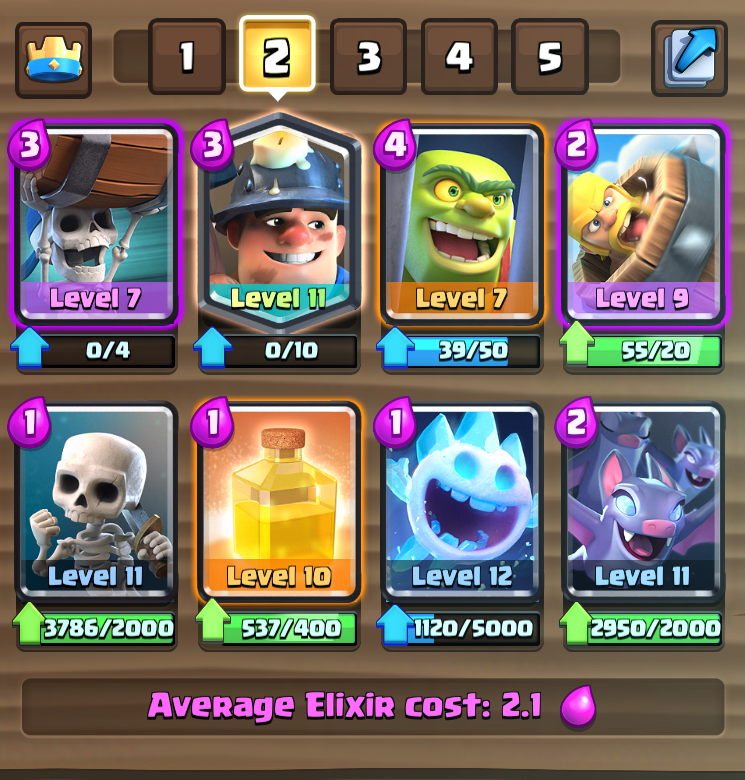 1 2 3 4 5
3 3 4 2
Level 7 Level 11 Level 7 Level 9
0/4 0/10 39/50 55/20
1 1 1 2
Level 11 Level 10 Level 12 Level 11
3786/2000 537/400 1120/5000 2950/2000
Average Elixir cost: 2.1